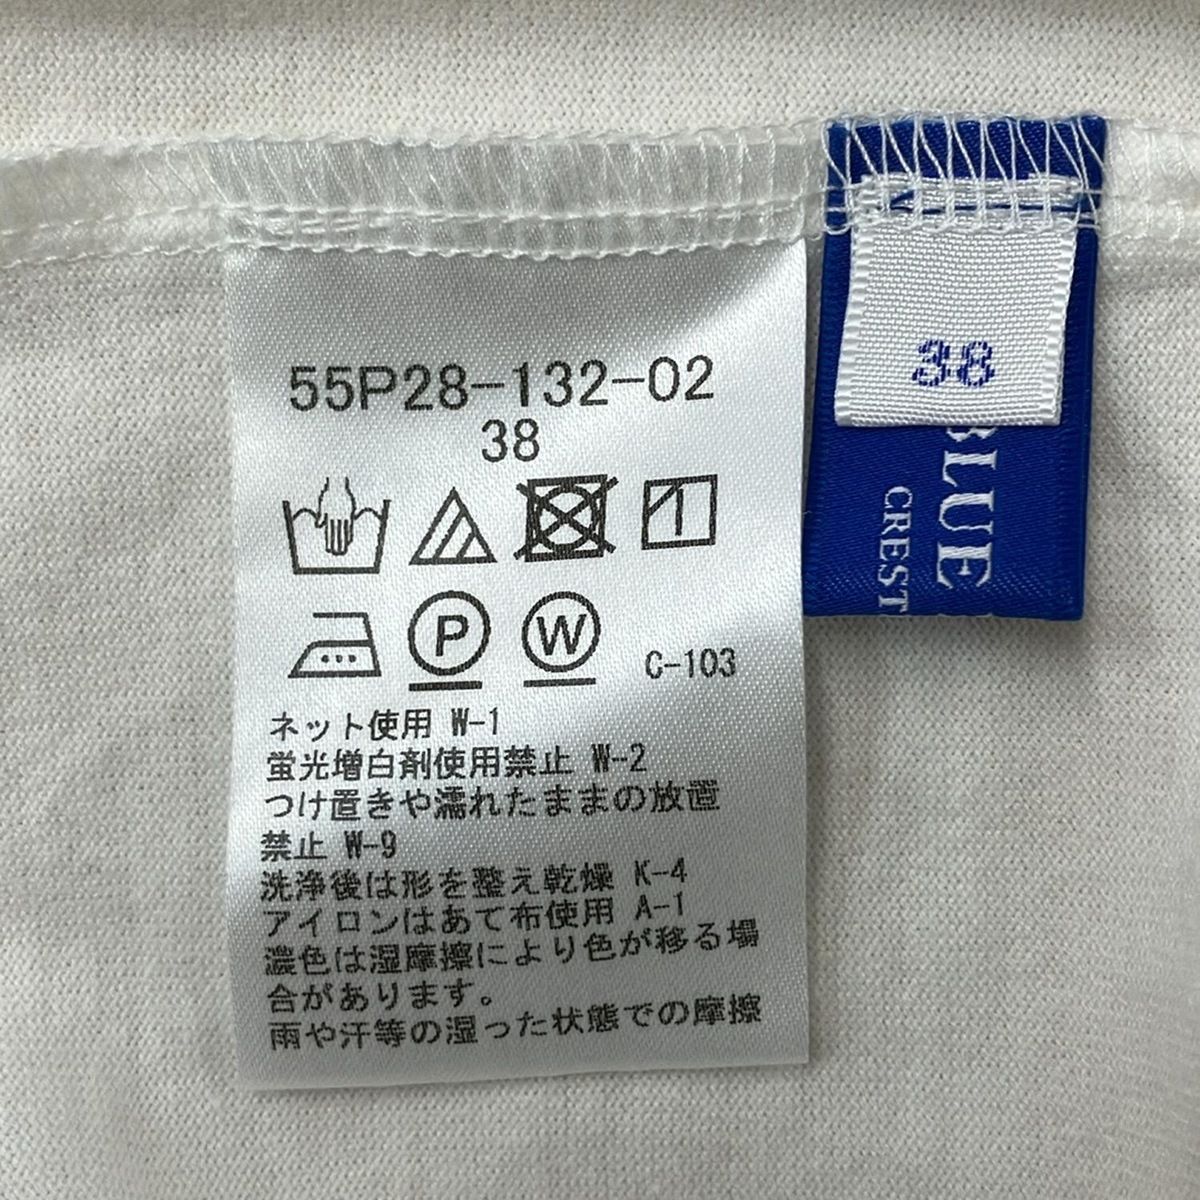 55P28-132-02
38
P W C-103
ネット使用 W-1
蛍光増白剤使用禁止 W-2
つけ置きや濡れたままの放置
禁止 W-9
洗浄後は形を整え乾燥 K-4
アイロンはあて布使用 A-1
濃色は湿摩擦により色が移る場
合があります。
雨や汗等の湿った状態での摩擦
38
BLUE
CREST